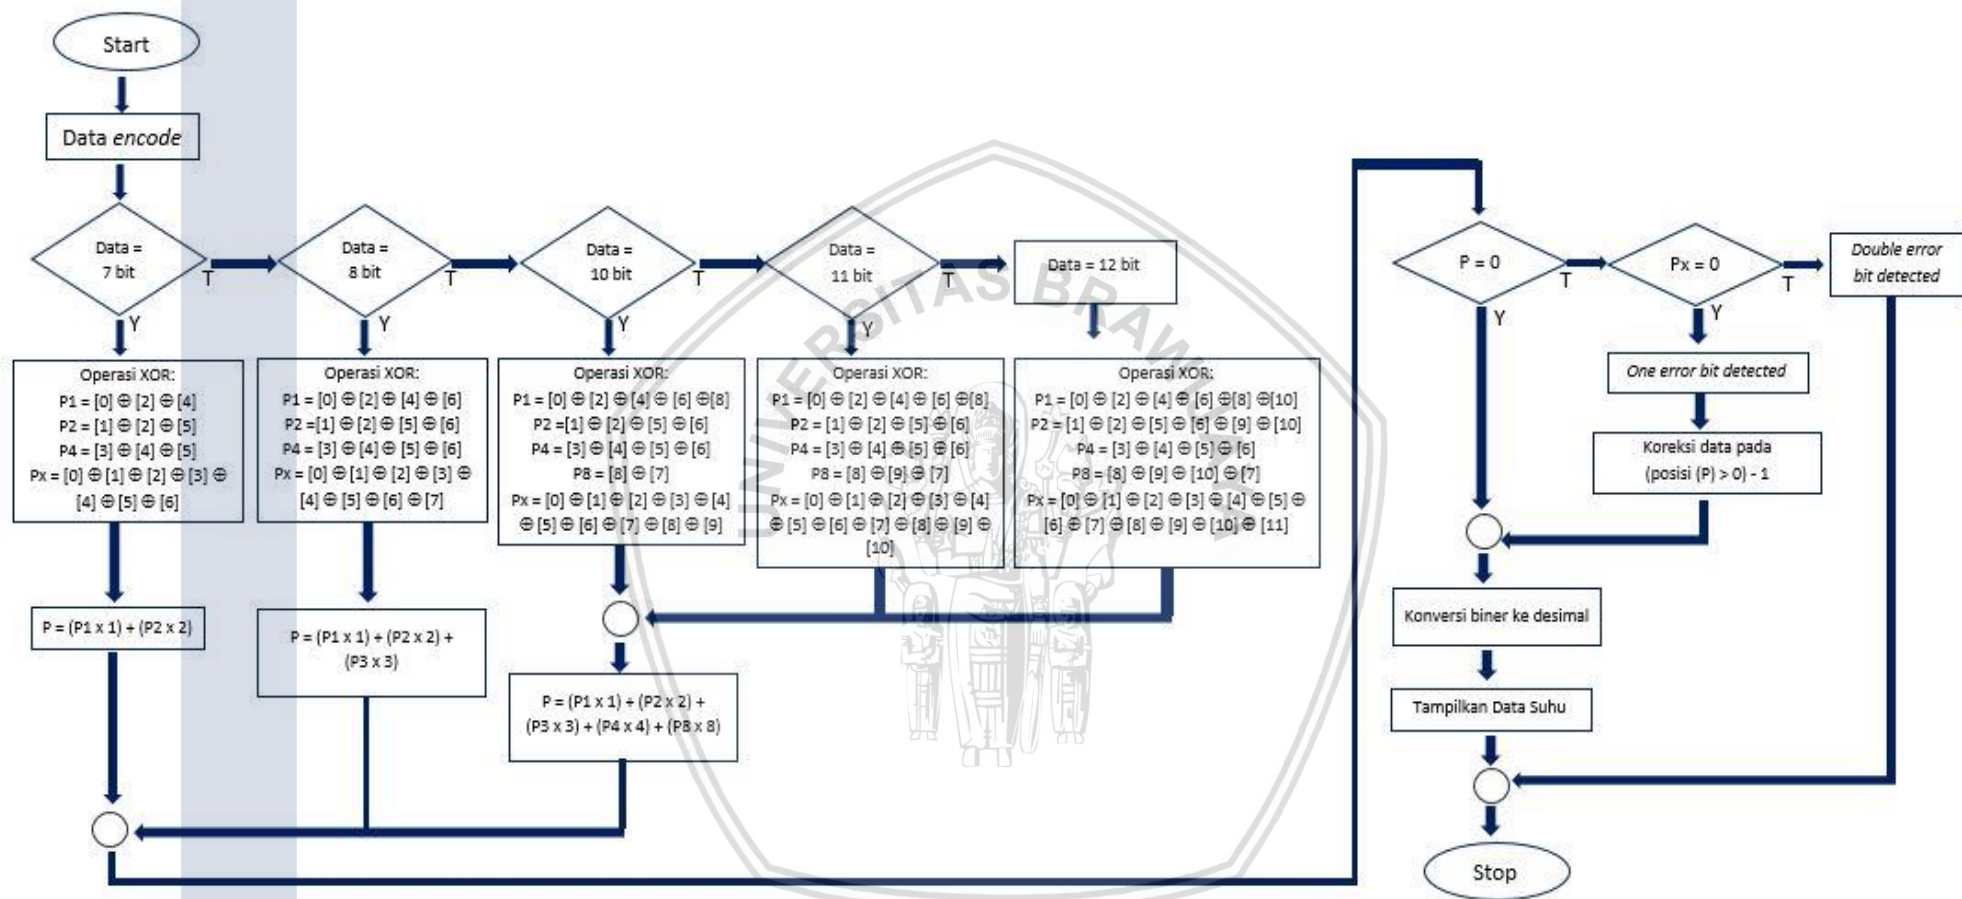 Start
Data encode
Data =
7 bit
T
Y
Data =
8 bit
T
Y
Data =
10 bit
T
Y
Data =
11 bit
T
Y
Data = 12 bit
Operasi XOR:
P1 = [0] ⊕ [2] ⊕ [4]
P2 = [1] ⊕ [2] ⊕ [5]
P4 = [3] ⊕ [4] ⊕ [5]
Px = [0] ⊕ [1] ⊕ [2] ⊕ [3] ⊕
[4] ⊕ [5] ⊕ [6]
Operasi XOR:
P1 = [0] ⊕ [2] ⊕ [4] ⊕ [6]
P2 =[1] ⊕ [2] ⊕ [5] ⊕ [6]
P4 = [3] ⊕ [4] ⊕ [5] ⊕ [6]
Px = [0] ⊕ [1] ⊕ [2] ⊕ [3] ⊕
[4] ⊕ [5] ⊕ [6] ⊕ [7]
Operasi XOR:
P1 = [0] ⊕ [2] ⊕ [4] ⊕ [6] ⊕[8]
P2 =[1] ⊕ [2] ⊕ [5] ⊕ [6]
P4 = [3] ⊕ [4] ⊕ [5] ⊕ [6]
P8 = [8] ⊕ [7]
Px = [0] ⊕ [1] ⊕ [2] ⊕ [3] ⊕ [4]
⊕ [5] ⊕ [6] ⊕ [7] ⊕ [8] ⊕ [9]
Operasi XOR:
P1 = [0] ⊕ [2] ⊕ [4] ⊕ [6] ⊕[8]
P2 = [1] ⊕ [2] ⊕ [5] ⊕ [6]
P4 = [3] ⊕ [4] ⊕ [5] ⊕ [6]
P8 = [8] ⊕ [9] ⊕ [7]
Px = [0] ⊕ [1] ⊕ [2] ⊕ [3] ⊕ [4]
⊕ [5] ⊕ [6] ⊕ [7] ⊕ [8] ⊕ [9] ⊕
[10]
Operasi XOR:
P1 = [0] ⊕ [2] ⊕ [4] ⊕ [6] ⊕[8] ⊕[10]
P2 = [1] ⊕ [2] ⊕ [5] ⊕ [6] ⊕ [9] ⊕ [10]
P4 = [3] ⊕ [4] ⊕ [5] ⊕ [6]
P8 = [8] ⊕ [9] ⊕ [10] ⊕ [7]
Px = [0] ⊕ [1] ⊕ [2] ⊕ [3] ⊕ [4] ⊕ [5] ⊕
[6] ⊕ [7] ⊕ [8] ⊕ [9] ⊕ [10] ⊕ [11]
P = (P1 x 1) + (P2 x 2)
P = (P1 x 1) + (P2 x 2) +
(P3 x 3)
P = (P1 x 1) + (P2 x 2) +
(P3 x 3) + (P4 x 4) + (P8 x 8)
P = 0
T
Y
Px = 0
T
Y
Double error
bit detected
One error bit detected
Koreksi data pada
(posisi (P) > 0) - 1
Konversi biner ke desimal
Tampilkan Data Suhu
Stop
UNIVERSITAS BRAWIJAYA